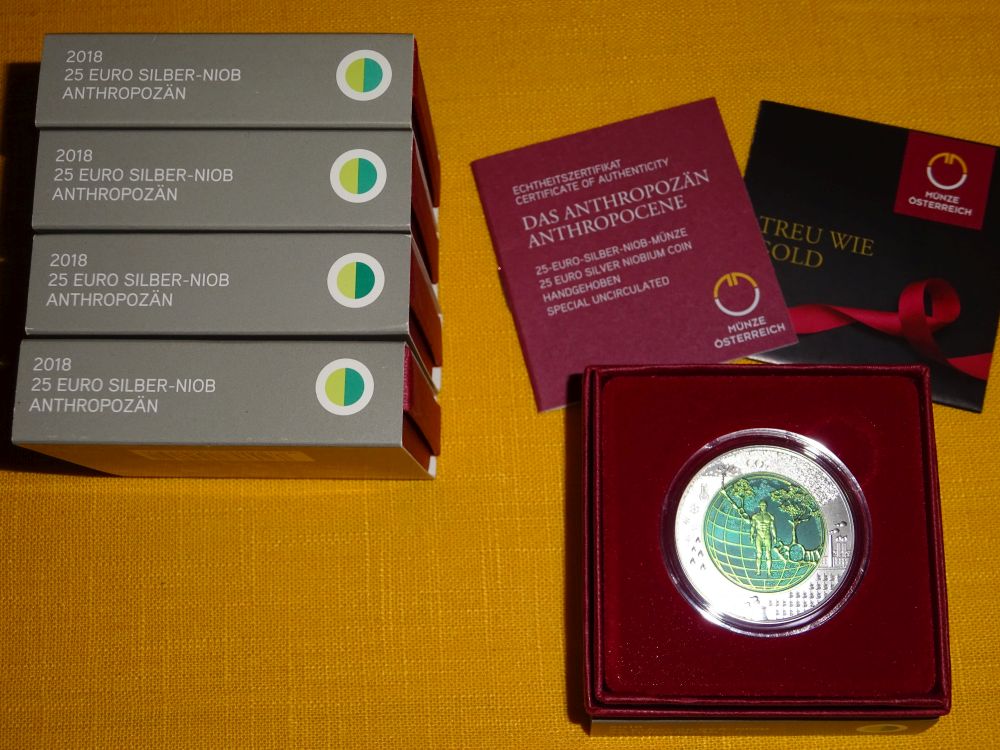 2018
25 EURO SILBER-NIOB
ANTHROPOZÄN
2018
25 EURO SILBER-NIOB
ANTHROPOZÄN
2018
25 EURO SILBER-NIOB
ANTHROPOZÄN
2018
25 EURO SILBER-NIOB
ANTHROPOZÄN
ECHTHEITSZERTIFIKAT
CERTIFICATE OF AUTHENTICITY
DAS ANTHROPOZÄN
ANTHROPOCENE
25-EURO-SILBER-NIOB-MÜNZE
25 EURO SILVER NIOBIUM COIN
HANDGEHOBEN
SPECIAL UNCIRCULATED
MÜNZE
ÖSTERREICH
MÜNZE
ÖSTERREICH
TREU WIE
GOLD
CO₂